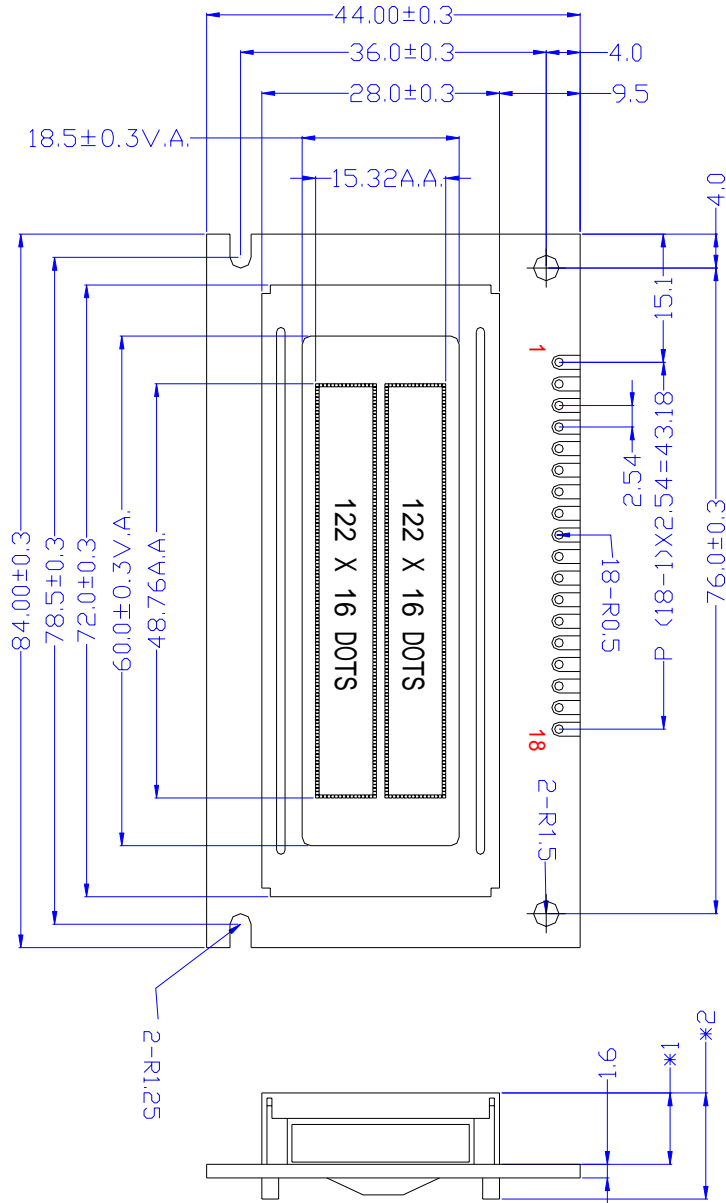 44.00±0.3
36.0±0.3
4.0
28.0±0.3
9.5
18.5±0.3V.A.
15.32A.A.
4.0
15.1
P (18-1)X2.54=43.18
76.0±0.3
2.54
18-R0.5
1
18
2-R1.5
122 X 16 DOTS
122 X 16 DOTS
48.76A.A.
60.0±0.3V.A.
72.0±0.3
78.5±0.3
84.00±0.3
2-R1.25
1.6
*1
*2